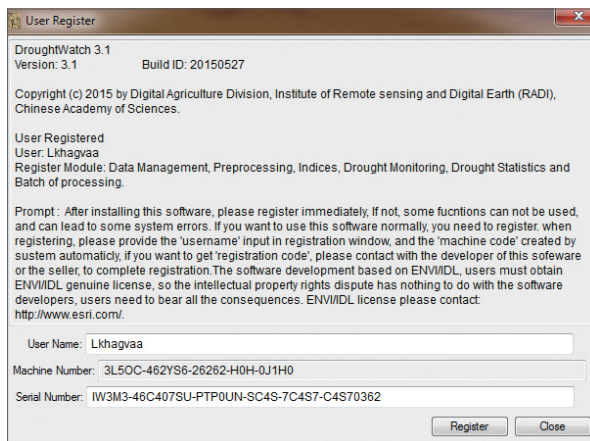 User Register
DroughtWatch 3.1
Version: 3.1 Build ID: 20150527
Copyright (c) 2015 by Digital Agriculture Division, Institute of Remote sensing and Digital Earth (RADI),
Chinese Academy of Sciences.
User Registered
User: Lkhagvaa
Register Module: Data Management, Preprocessing, Indices, Drought Monitoring, Drought Statistics and
Batch of processing.
Prompt : After installing this software, please register immediately, If not, some fucntions can not be used,
and can lead to some system errors. If you want to use this software normally, you need to register. when
registering, please provide the 'username' input in registration window, and the 'machine code' created by
sustem automaticly, if you want to get 'registration code', please contact with the developer of this sofeware
or the seller, to complete registration.The software development based on ENVI/IDL, users must obtain
ENVI/IDL genuine license, so the intellectual property rights dispute has nothing to do with the software
developers, users need to bear all the consequences. ENVI/IDL license please contact:
http://www.esri.com/.
User Name: Lkhagvaa
Machine Number: 3L5OC-462YS6-26262-H0H-0J1H0
Serial Number: IW3M3-46C407SU-PTP0UN-SC4S-7C4S7-C4S70362
Register Close